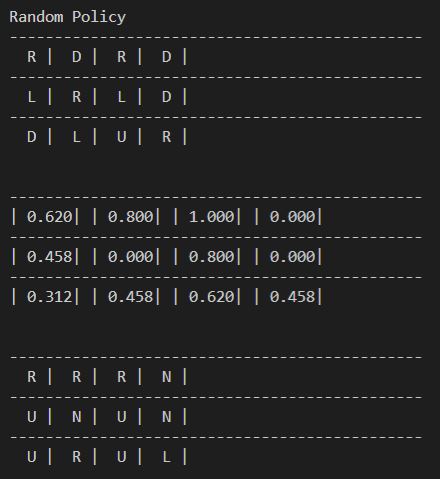 Random Policy
---------------------------------------------
R | D | R | D |
---------------------------------------------
L | R | L | D
---------------------------------------------
D | L | U | R |
---------------------------------------------
| 0.620| | 0.800| | 1.000| | 0.000|
---------------------------------------------
| 0.458| | 0.000| | 0.800| | 0.000|
---------------------------------------------
| 0.312| | 0.458| | 0.620| | 0.458|
---------------------------------------------
R | R | R | N |
---------------------------------------------
U | N | U | N |
---------------------------------------------
U | R | U | L |